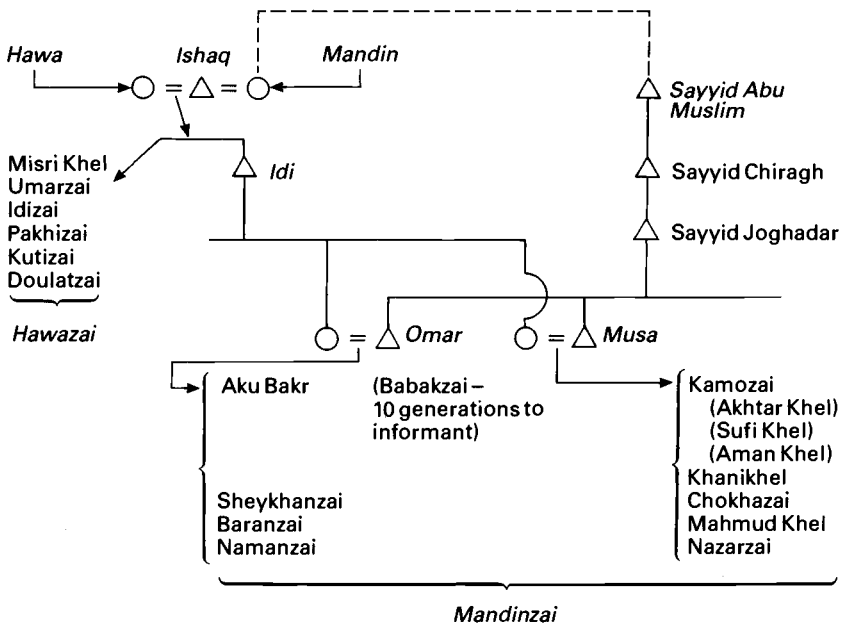 Hawa
Ishaq
Mandin
Sayyid Abu
Muslim
Misri Khel
Umarzai
Idizai
Pakhizai
Kutizai
Doulatzai
Hawazai
Idi
Sayyid Chiragh
Sayyid Joghadar
Omar
Musa
Aku Bakr
Sheykhanzai
Baranzai
Namanzai
(Babakzai –
10 generations to
informant)
Kamozai
(Akhtar Khel)
(Sufi Khel)
(Aman Khel)
Khanikhel
Chokhazai
Mahmud Khel
Nazarzai
Mandinzai